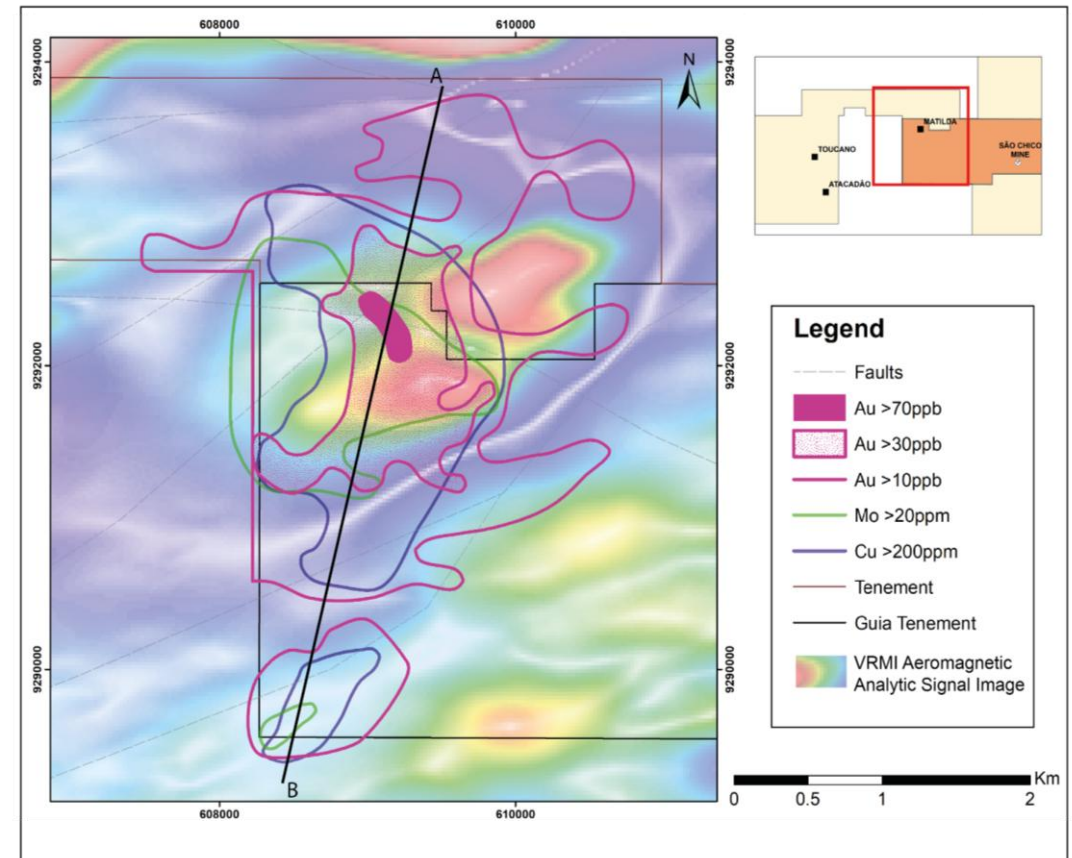 608000
610000
9294000
9294000
A
N
9292000
9292000
9290000
9290000
B
608000
610000
MATILDA
TOUCANO
SÃO CHICO
MINE
ATACADÃO
Legend
Faults
Au >70ppb
Au >30ppb
Au >10ppb
Mo >20ppm
Cu >200ppm
Tenement
Guia Tenement
VRMI Aeromagnetic
Analytic Signal Image
Km
0 0.5 1 2